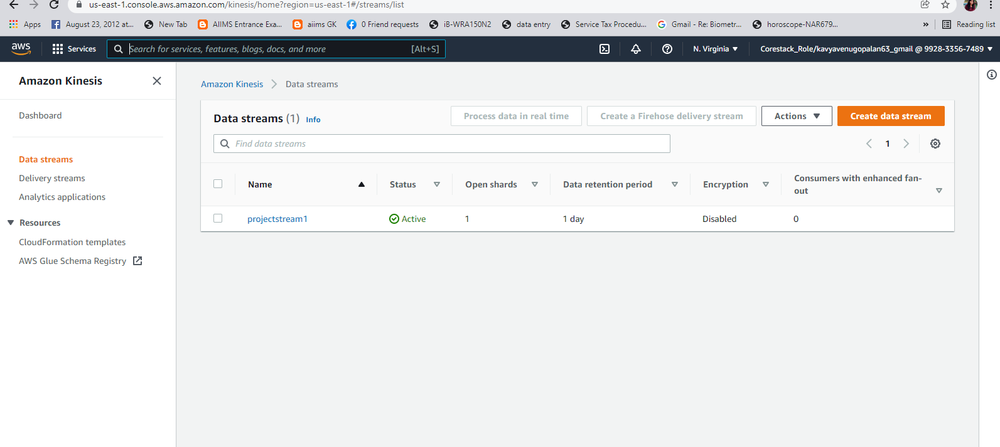 us-east-1.console.aws.amazon.com/kinesis/home?region=us-east-1#/streams/list
Apps August 23, 2012 at... New Tab AIIMS Entrance Exa... aiims GK 0 Friend requests iB-WRA150N2 data entry Service Tax Procedu... Gmail - Re: Biometr... horoscope-NAR679... » Reading list
aws Services Search for services, features, blogs, docs, and more [Alt+S] N. Virginia Corestack_Role/kavyavenugopalan63_gmail @ 9928-3356-7489
Amazon Kinesis
Dashboard
Data streams
Delivery streams
Analytics applications
Resources
CloudFormation templates
AWS Glue Schema Registry
Amazon Kinesis Data streams
Data streams (1) Info Process data in real time Create a Firehose delivery stream Actions Create data stream
Find data streams 1
Name Status Open shards Data retention period Encryption Consumers with enhanced fan-
out
projectstream1 Active 1 1 day Disabled 0